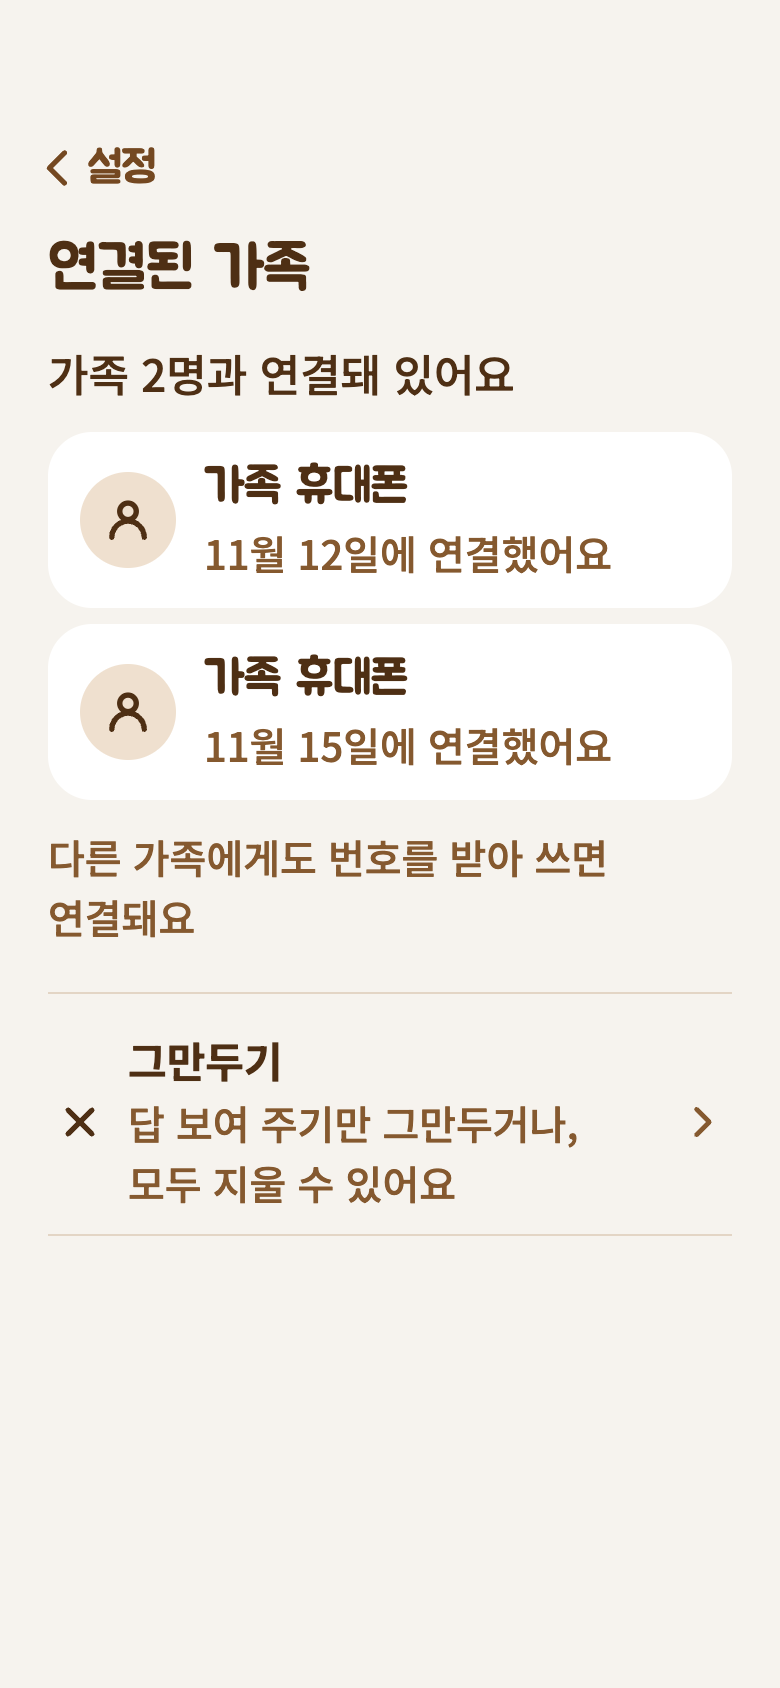 설정
연결된 가족
가족 2명과 연결돼 있어요
가족 휴대폰
11월 12일에 연결했어요
가족 휴대폰
11월 15일에 연결했어요
다른 가족에게도 번호를 받아 쓰면
연결돼요
그만두기
답 보여 주기만 그만두거나,
모두 지울 수 있어요